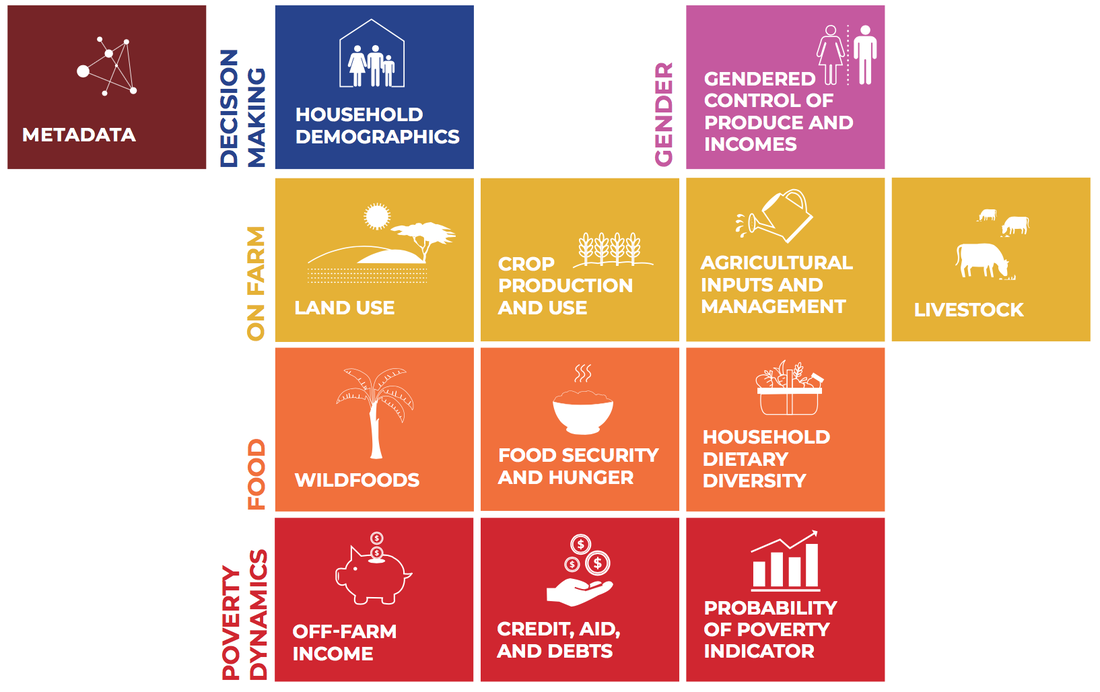 METADATA
DECISION
MAKING
HOUSEHOLD
DEMOGRAPHICS
GENDER
GENDERED
CONTROL OF
PRODUCE AND
INCOMES
ON FARM
LAND USE
CROP
PRODUCTION
AND USE
AGRICULTURAL
INPUTS AND
MANAGEMENT
LIVESTOCK
FOOD
WILDFOODS
FOOD SECURITY
AND HUNGER
HOUSEHOLD
DIETARY
DIVERSITY
POVERTY
DYNAMICS
$
$
OFF-FARM
INCOME
$
$
$
CREDIT, AID,
AND DEBTS
PROBABILITY
OF POVERTY
INDICATOR